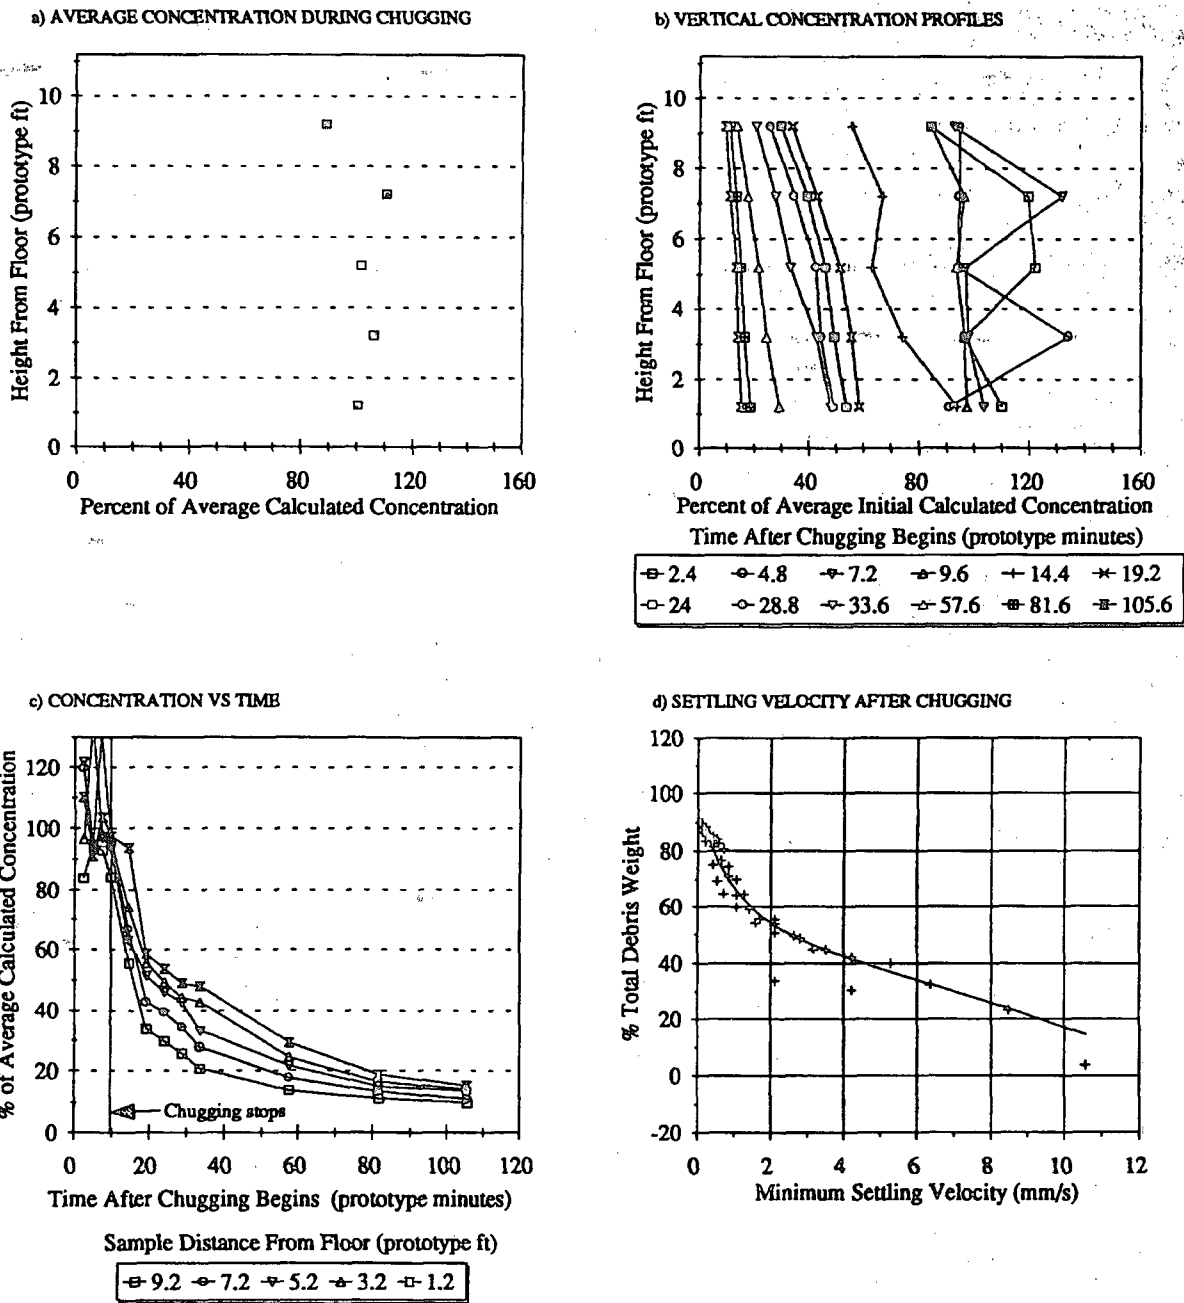 a) AVERAGE CONCENTRATION DURING CHUGGING
Height From Floor (prototype ft)
10
8
6
4
2
0
0 40 80 120 160
Percent of Average Calculated Concentration
b) VERTICAL CONCENTRATION PROFILES
Height From Floor (prototype ft)
10
8
6
4
2
0
0 40 80 120 160
Percent of Average Initial Calculated Concentration
Time After Chugging Begins (prototype minutes)
2.4 4.8 7.2 9.6 14.4 19.2
24 28.8 33.6 57.6 81.6 105.6
c) CONCENTRATION VS TIME
% of Average Calculated Concentration
120
100
80
60
40
20
0
Chugging stops
0 20 40 60 80 100 120
Time After Chugging Begins (prototype minutes)
Sample Distance From Floor (prototype ft)
9.2 7.2 5.2 3.2 1.2
d) SETTLING VELOCITY AFTER CHUGGING
% Total Debris Weight
120
100
80
60
40
20
0
-20
0 2 4 6 8 10 12
Minimum Settling Velocity (mm/s)